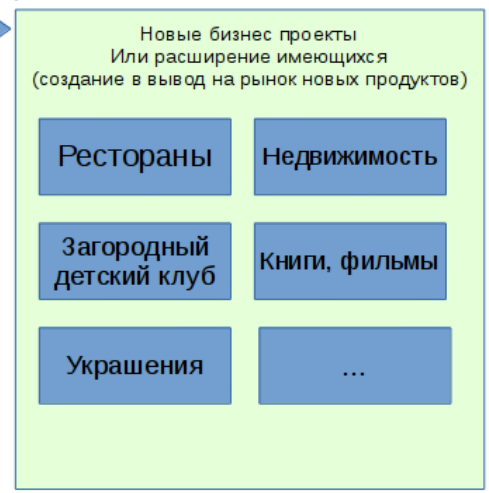 Новые бизнес проекты
Или расширение имеющихся
(создание в вывод на рынок новых продуктов)
Рестораны
Недвижимость
Загородный
детский клуб
Книги, фильмы
Украшения
...